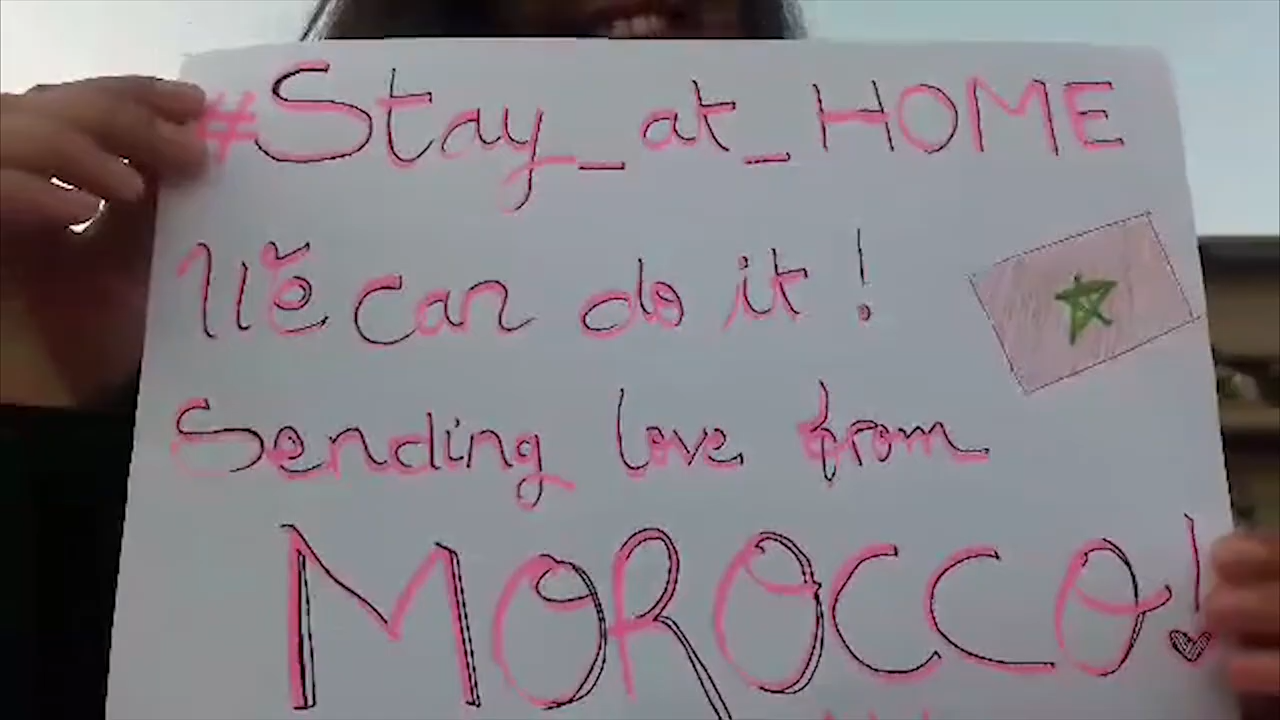 #Stay_at_HOME
We can do it!
Sending love from
MOROCCO!